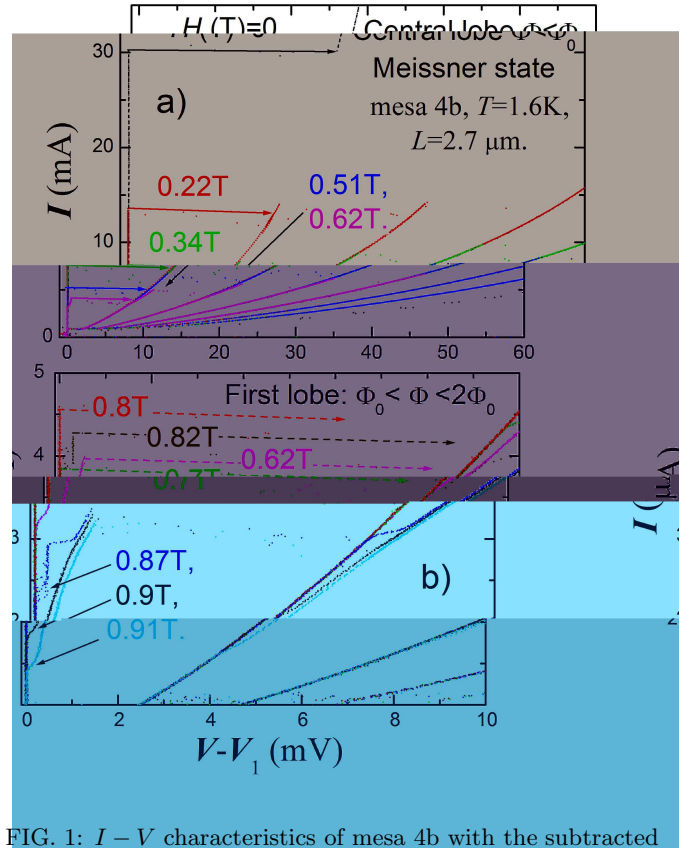 H(T)=0 Central lobe Φ<Φ0
Meissner state
a)
mesa 4b, T=1.6K,
L=2.7 μm.
30
20
10
0
I (mA)
0.22T
0.51T,
0.62T.
0.34T
0 10 20 30 40 50 60
5
First lobe: Φ0< Φ <2Φ0
0.8T
0.82T
4
0.62T
0.7T
I
3
0.87T,
b)
0.9T,
2
0.91T.
0 2 4 6 8 10
V-V1 (mV)
FIG. 1: I − V characteristics of mesa 4b with the subtracted